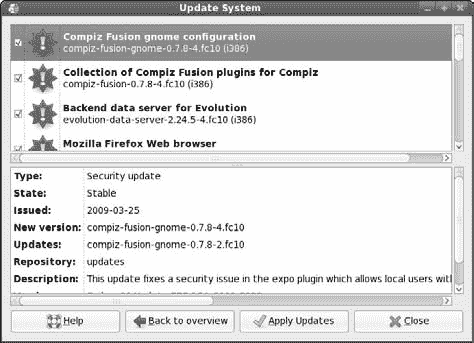 Update System
Compiz Fusion gnome configuration
compiz-fusion-gnome-0.7.8-4.fc10 (i386)
Collection of Compiz Fusion plugins for Compiz
compiz-fusion-0.7.8-4.fc10 (i386)
Backend data server for Evolution
evolution-data-server-2.24.5-4.fc10 (i386)
Mozilla Firefox Web browser
Type: Security update
State: Stable
Issued: 2009-03-25
New version: compiz-fusion-gnome-0.7.8-4.fc10
Updates: compiz-fusion-gnome-0.7.8-2.fc10
Repository: updates
Description: This update fixes a security issue in the expo plugin which allows local users with
Help
Back to overview
Apply Updates
Close